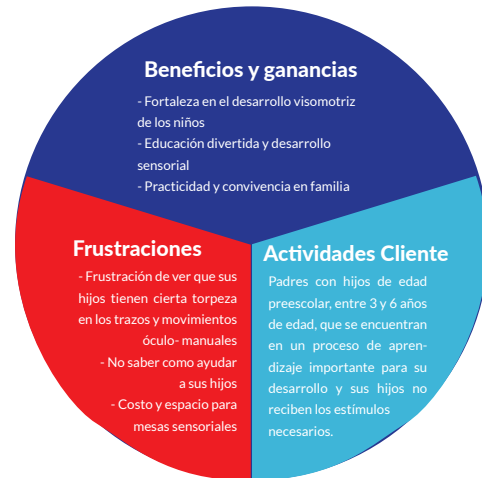 Beneficios y ganancias
- Fortaleza en el desarrollo visomotriz
de los niños
- Educación divertida y desarrollo
sensorial
- Practicidad y convivencia en familia
Frustraciones
- Frustración de ver que sus
hijos tienen cierta torpeza
en los trazos y movimientos
óculo- manuales
- No saber como ayudar
a sus hijos
- Costo y espacio para
mesas sensoriales
Actividades Cliente
Padres con hijos de edad
preescolar, entre 3 y 6 años
de edad, que se encuentran
en un proceso de apren-
dizaje importante para su
desarrollo y sus hijos no
reciben los estímulos
necesarios.